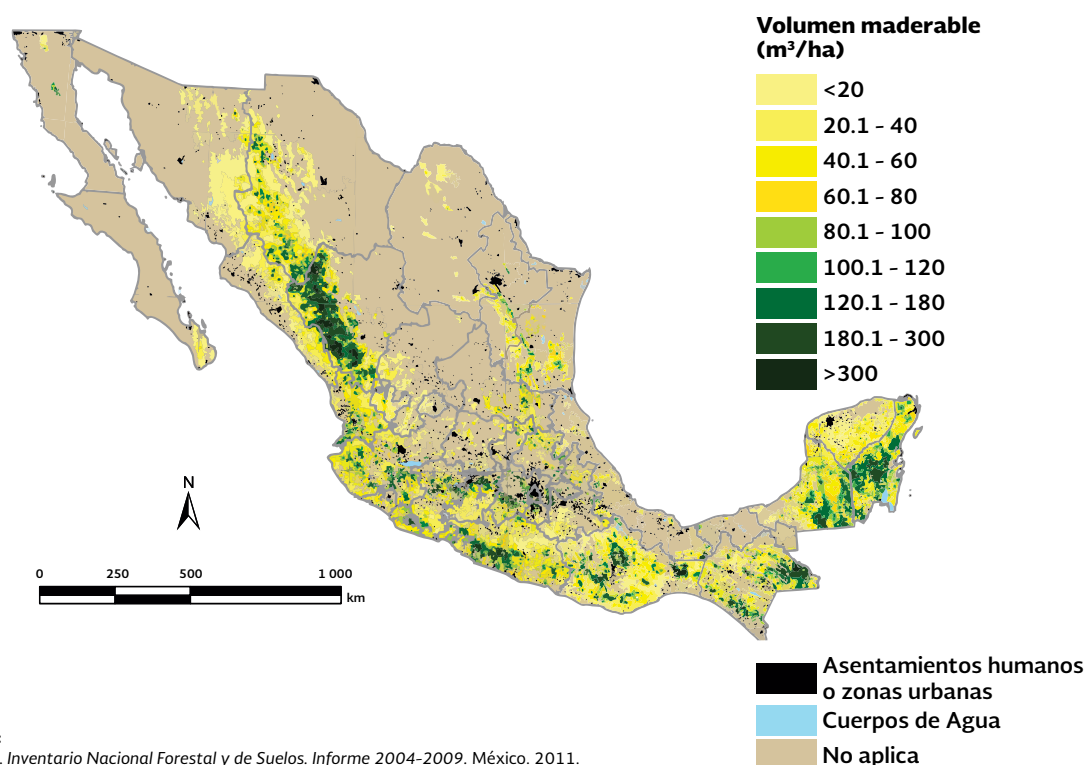 Volumen maderable
(m³/ha)
<20
20.1 - 40
40.1 - 60
60.1 - 80
80.1 - 100
100.1 - 120
120.1 - 180
180.1 - 300
>300
N
0 250 500 1 000
km
Asentamientos humanos
o zonas urbanas
Cuerpos de Agua
No aplica
:
. Inventario Nacional Forestal y de Suelos. Informe 2004-2009. México. 2011.